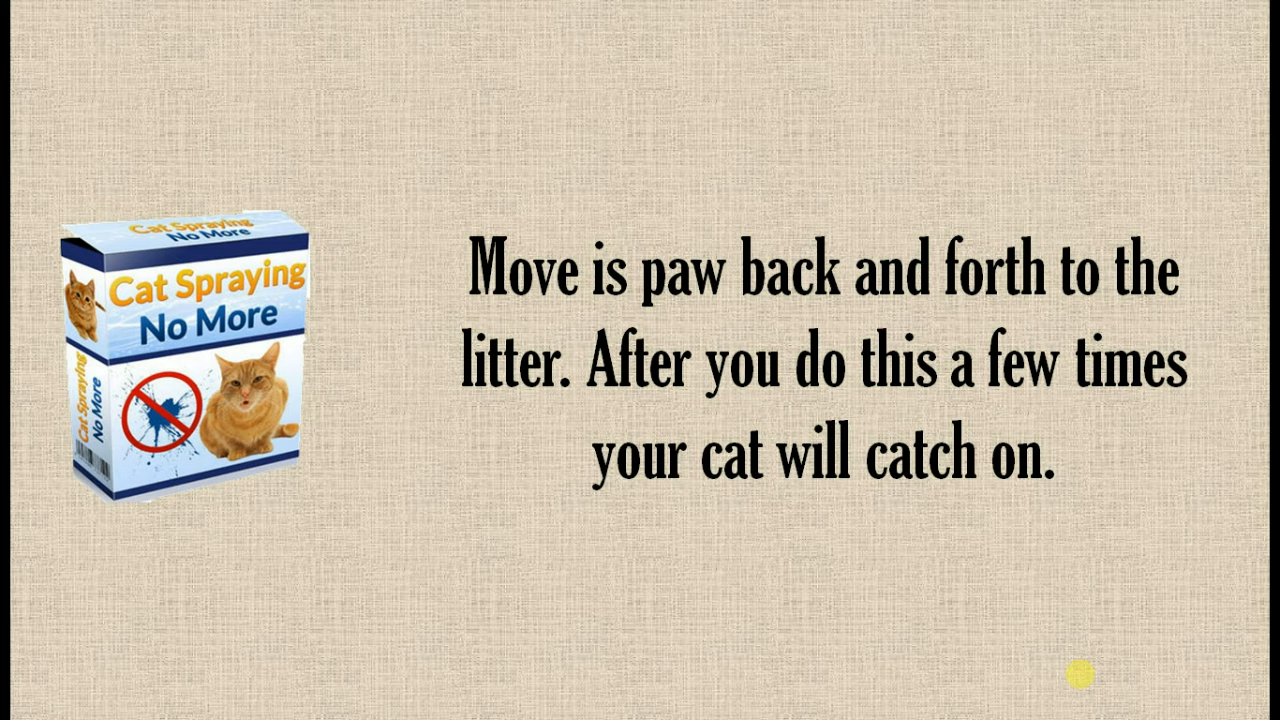 Cat Spraying
No More
Cat Spraying
No More
Cat Spraying
No More
Move is paw back and forth to the
litter. After you do this a few times
your cat will catch on.